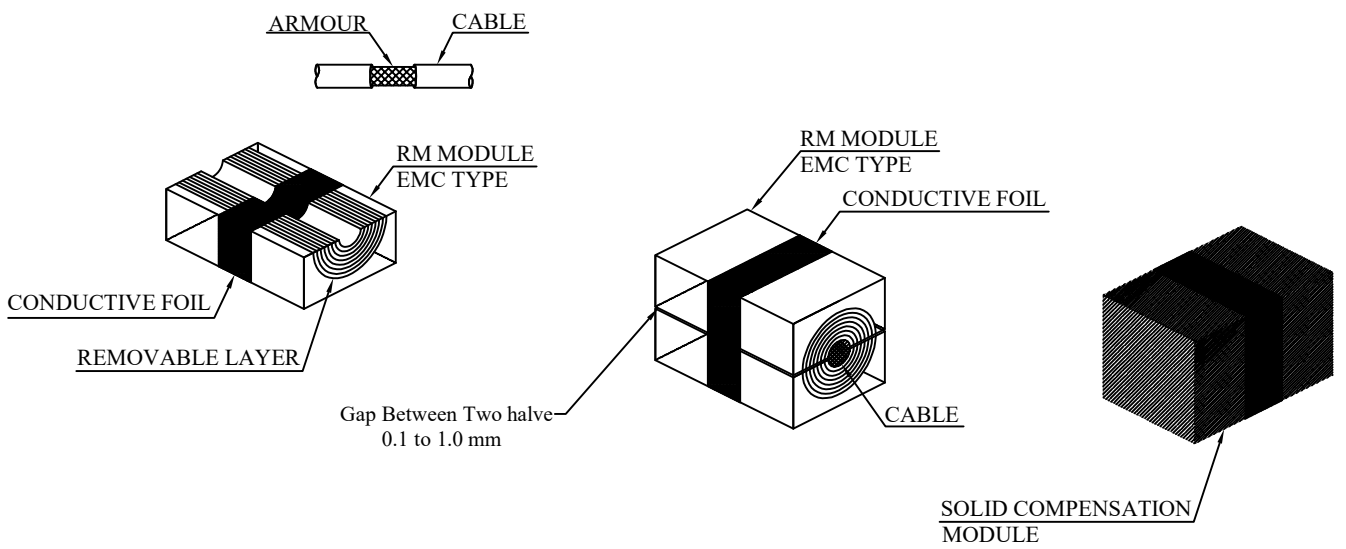 ARMOUR
CABLE
RM MODULE
EMC TYPE
CONDUCTIVE FOIL
REMOVABLE LAYER
RM MODULE
EMC TYPE
CONDUCTIVE FOIL
Gap Between Two halve
0.1 to 1.0 mm
CABLE
SOLID COMPENSATION
MODULE